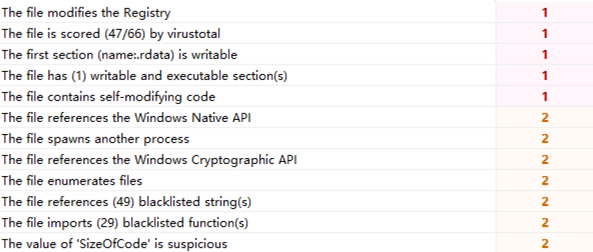 The file modifies the Registry 1
The file is scored (47/66) by virustotal 1
The first section (name:.rdata) is writable 1
The file has (1) writable and executable section(s) 1
The file contains self-modifying code 1
The file references the Windows Native API 2
The file spawns another process 2
The file references the Windows Cryptographic API 2
The file enumerates files 2
The file references (49) blacklisted string(s) 2
The file imports (29) blacklisted function(s) 2
The value of 'SizeOfCode' is suspicious 2